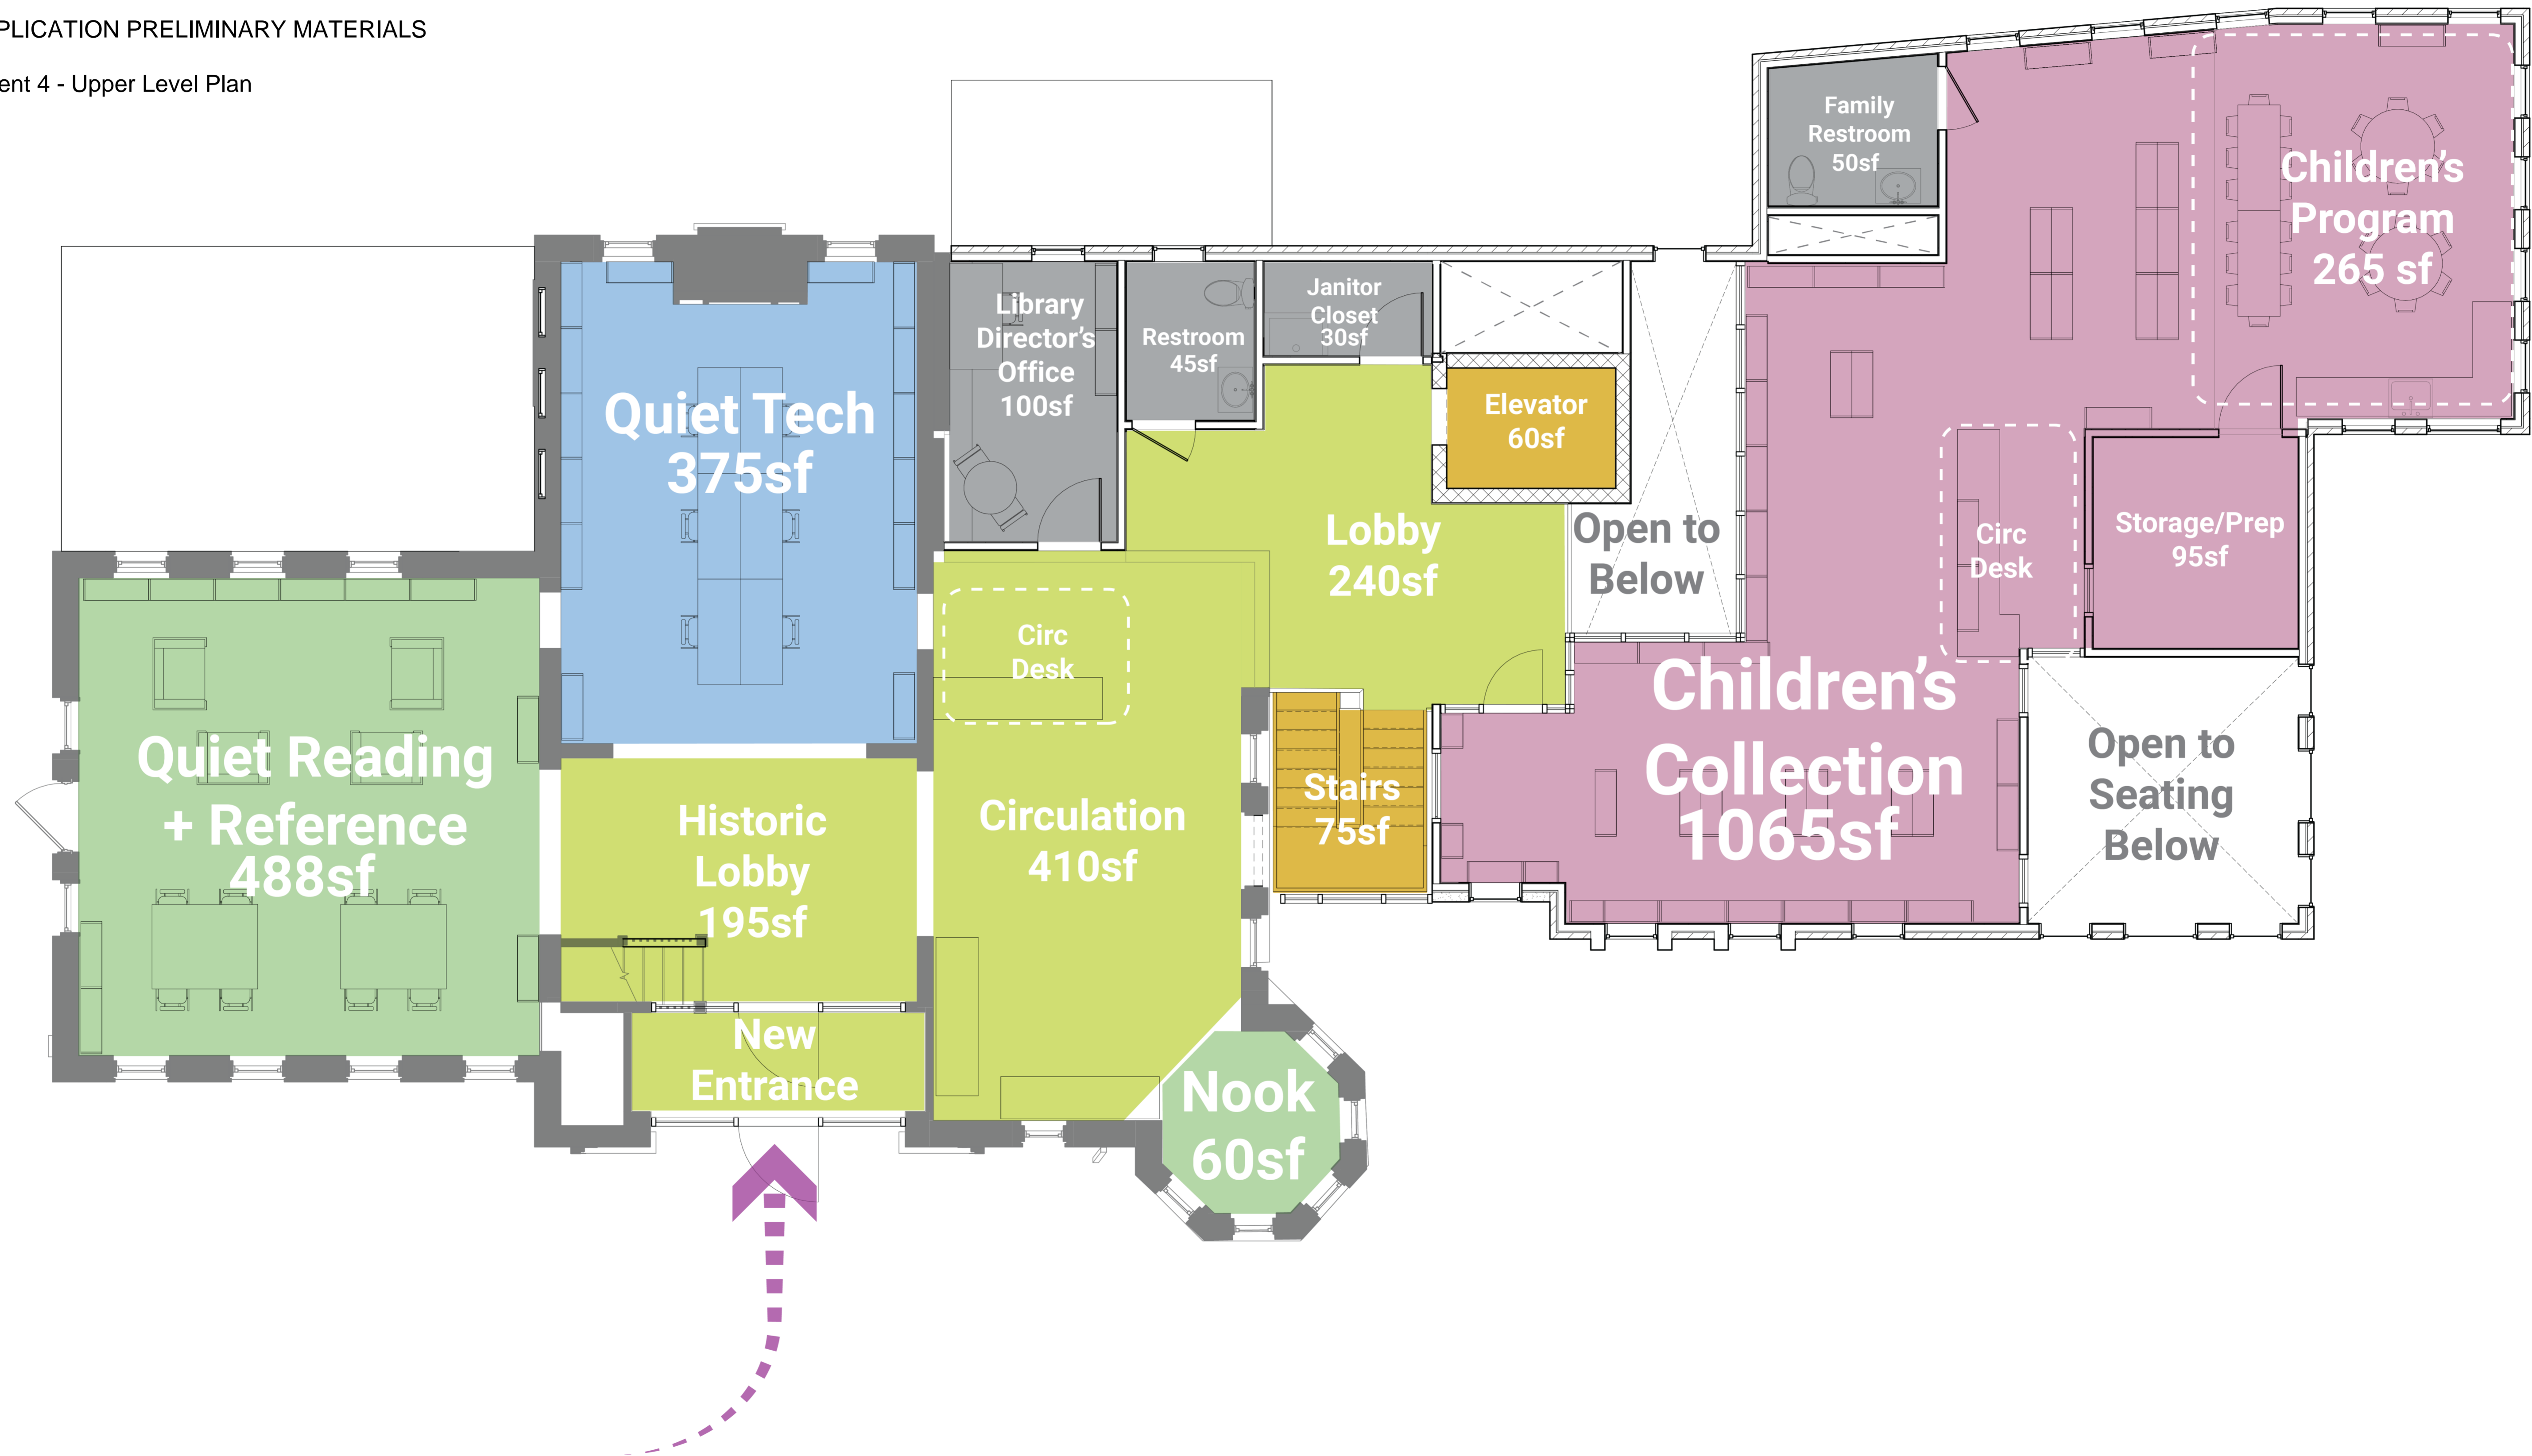 PLICATION PRELIMINARY MATERIALS
ent 4 - Upper Level Plan
Family
Restroom
50sf
Children's
Program
265 sf
Library
Director's
Office
100sf
Restroom
45sf
Janitor
Closet
30sf
Quiet Tech
375sf
Elevator
60sf
Lobby
240sf
Open to
Below
Circ
Desk
Storage/Prep
95sf
Circ
Desk
Children's
Collection
1065sf
Quiet Reading
+ Reference
488sf
Historic
Lobby
195sf
Circulation
410sf
Stairs
75sf
Open to
Seating
Below
New
Entrance
Nook
60sf